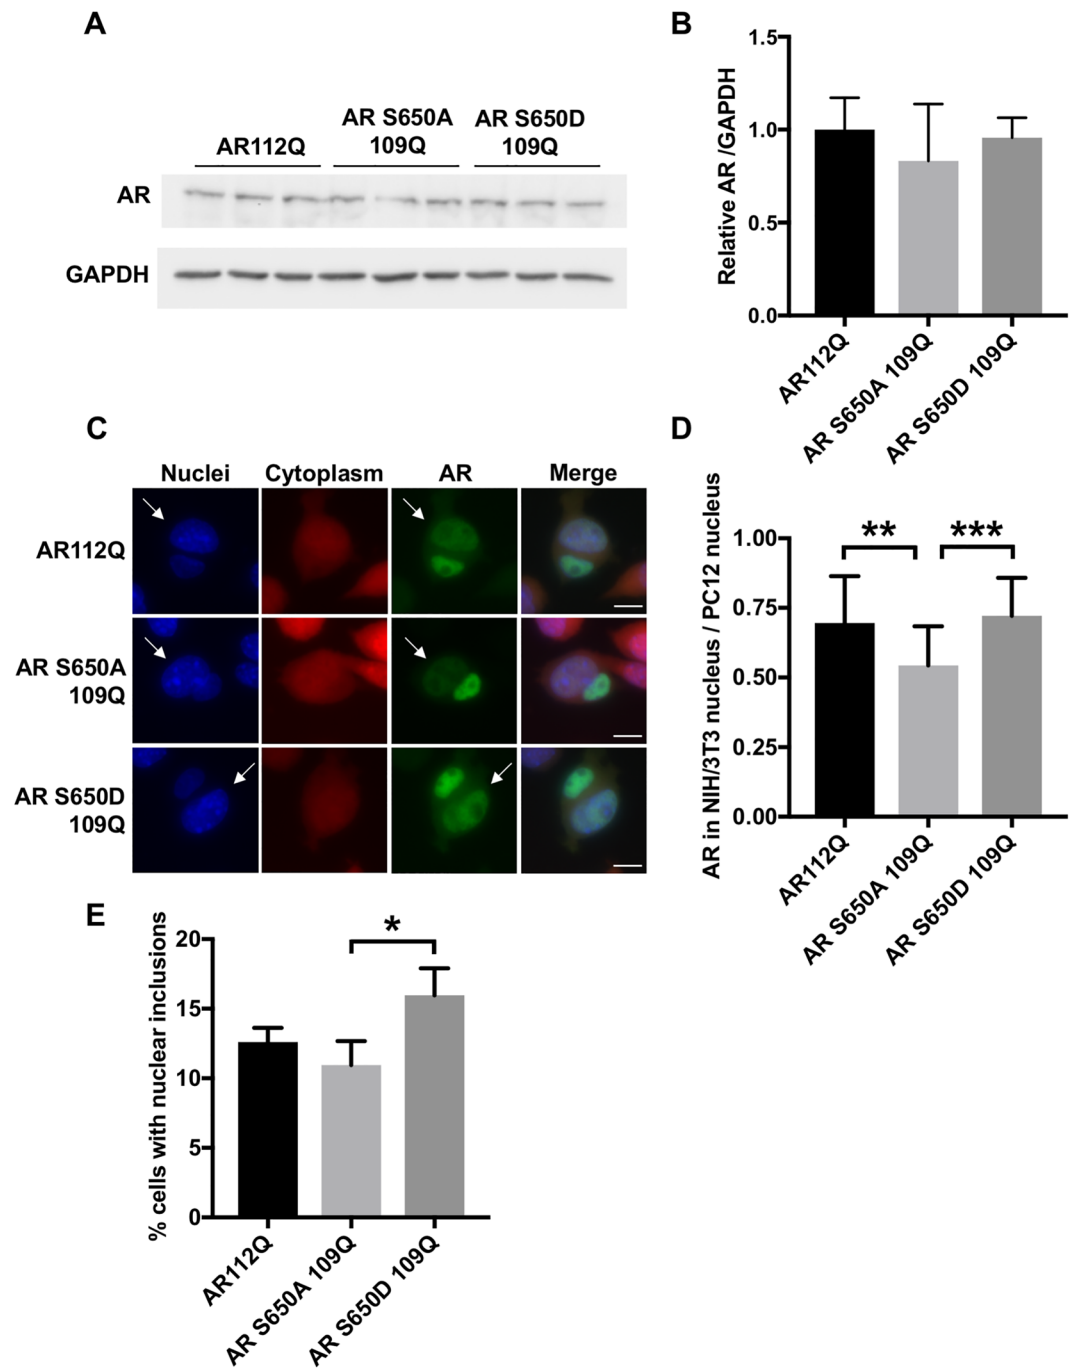 A
AR112Q
AR S650A
109Q
AR S650D
109Q
AR
GAPDH
B
Relative AR /GAPDH
1.5
1.0
0.5
0.0
AR112Q
AR S650A 109Q
AR S650D 109Q
C
Nuclei
Cytoplasm
AR
Merge
AR112Q
AR S650A
109Q
AR S650D
109Q
D
AR in NIH/3T3 nucleus / PC12 nucleus
1.00
0.75
0.50
0.25
0.00
**
***
AR112Q
AR S650A 109Q
AR S650D 109Q
E
% cells with nuclear inclusions
20
15
10
5
0
*
AR112Q
AR S650A 109Q
AR S650D 109Q